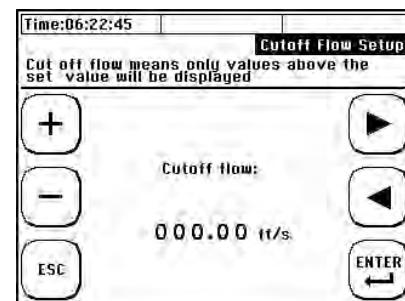 Time:06:22:45
Cutoff Flow Setup
Cut off flow means only values above the
set value will be displayed
+
Cutoff flow:
−
000.00 ft/s
ESC
ENTER